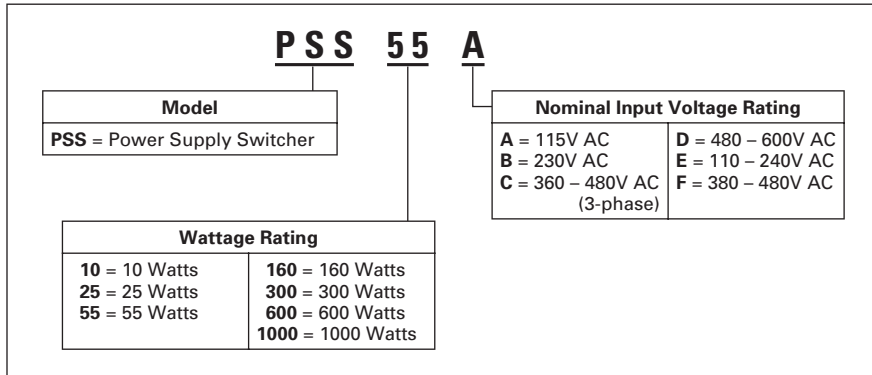 PSS 55 A
Model
PSS = Power Supply Switcher
Nominal Input Voltage Rating
A = 115V AC
B = 230V AC
C = 360 – 480V AC
(3-phase)
D = 480 – 600V AC
E = 110 – 240V AC
F = 380 – 480V AC
Wattage Rating
10 = 10 Watts
25 = 25 Watts
55 = 55 Watts
160 = 160 Watts
300 = 300 Watts
600 = 600 Watts
1000 = 1000 Watts